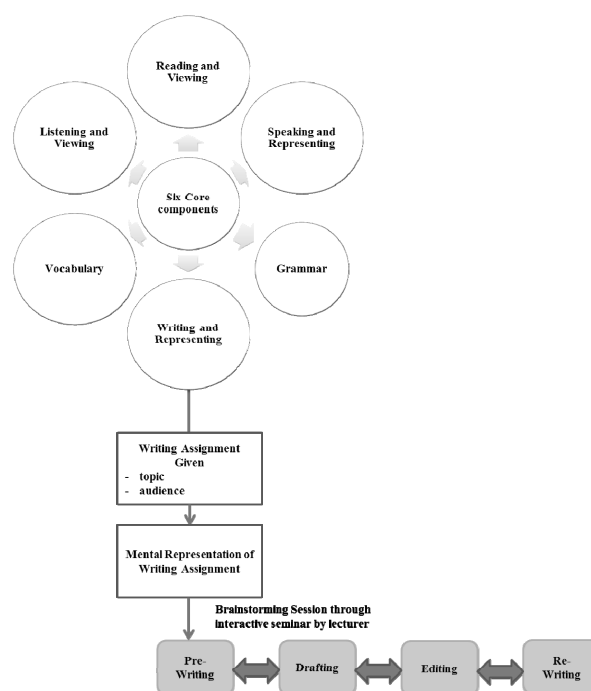 Reading and
Viewing
Listening and
Viewing
Speaking and
Representing
Six Core
components
Vocabulary
Grammar
Writing and
Representing
Writing Assignment
Given
- topic
- audience
Mental Representation of
Writing Assignment
Brainstorming Session through
interactive seminar by lecturer
Pre-
Writing
Drafting
Editing
Re-
Writing